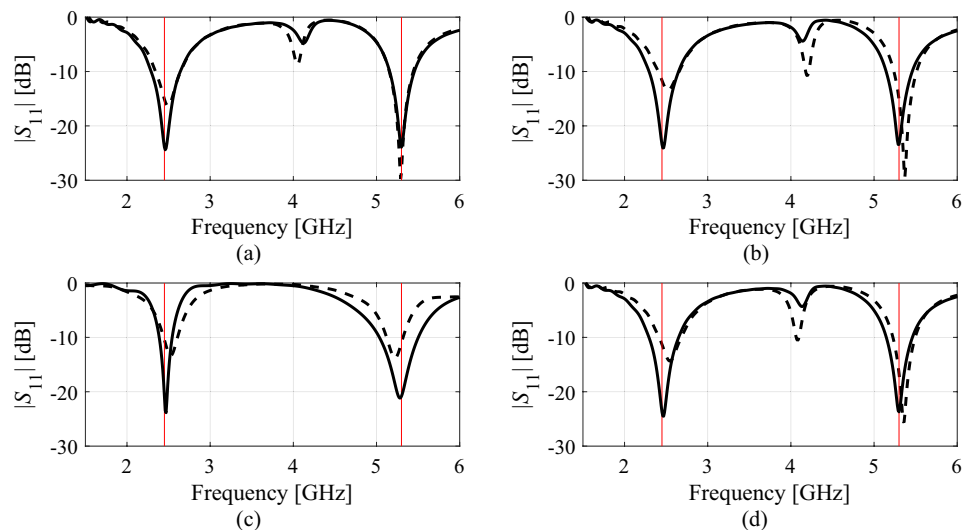 0
-10
-20
-30
|S11| [dB]
2 3 4 5 6
Frequency [GHz]
(a)
0
-10
-20
-30
|S11| [dB]
2 3 4 5 6
Frequency [GHz]
(b)
0
-10
-20
-30
|S11| [dB]
2 3 4 5 6
Frequency [GHz]
(c)
0
-10
-20
-30
|S11| [dB]
2 3 4 5 6
Frequency [GHz]
(d)